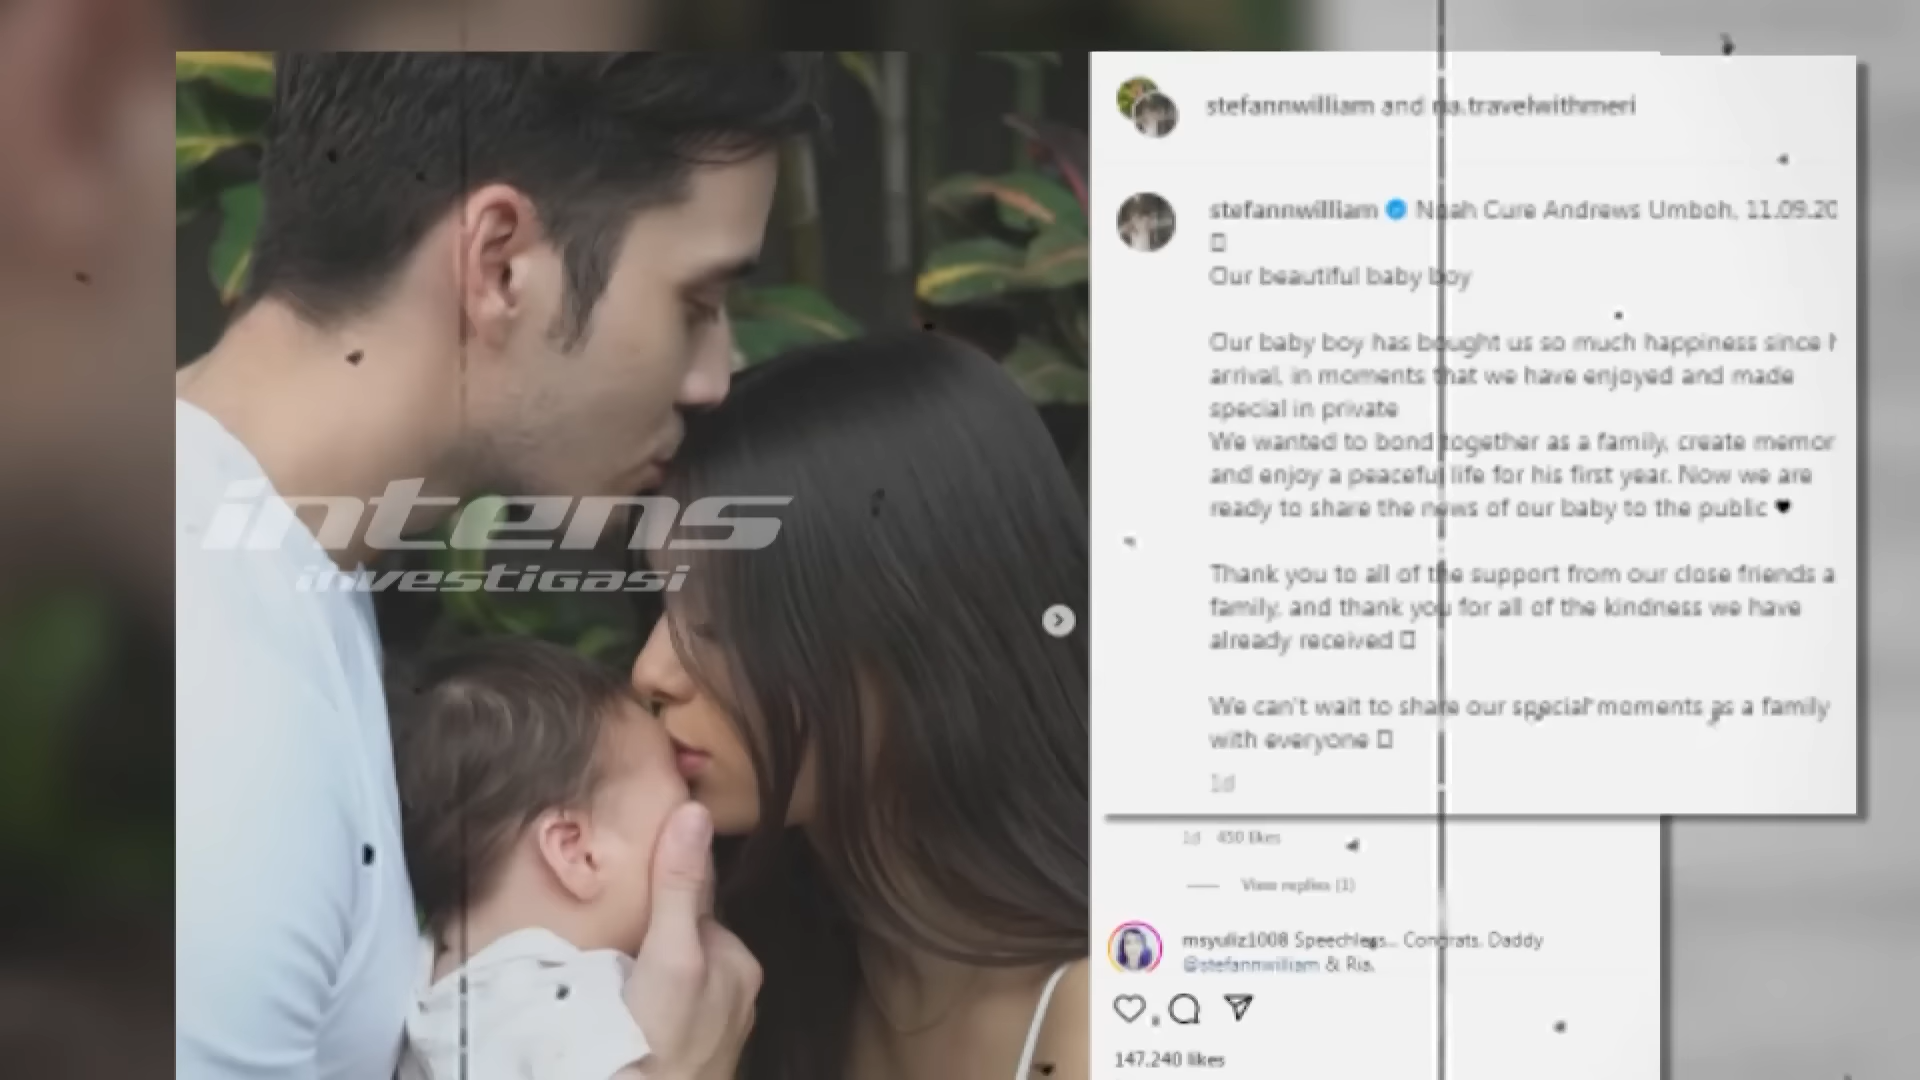 intens
investigasi
stefannwilliam and ria.travelwithmeri
stefannwilliam Noah Cure Andrews Umboh, 11.09.20
Our beautiful baby boy
Our baby boy has bought us so much happiness since h
arrival, in moments that we have enjoyed and made
special in private
We wanted to bond together as a family, create memor
and enjoy a peaceful life for his first year. Now we are
ready to share the news of our baby to the public ♥
Thank you to all of the support from our close friends a
family, and thank you for all of the kindness we have
already received
We can't wait to share our special moments as a family
with everyone
1d
1d 450 likes
View replies (1)
msyuliz1008 Speechless... Congrats. Daddy
@stefannwilliam & Ria.
147.240 likes